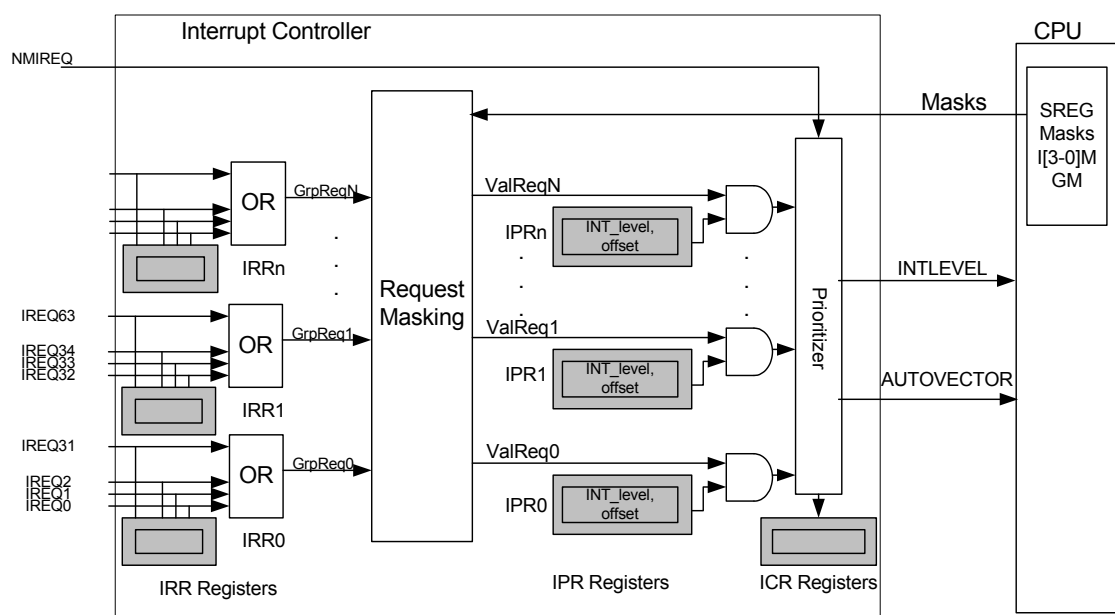 Interrupt Controller
CPU
NMIREQ
Masks
SREG
Masks
I[3-0]M
GM
OR
GrpReqN
ValReqN
IPRn
INT_level,
offset
IRRn
.
.
.
.
.
.
.
.
.
Request
Masking
Prioritizer
INTLEVEL
IREQ63
IREQ34
IREQ33
IREQ32
OR
GrpReq1
ValReq1
IPR1
INT_level,
offset
IRR1
AUTOVECTOR
IREQ31
IREQ2
IREQ1
IREQ0
OR
GrpReq0
ValReq0
IPR0
INT_level,
offset
IRR0
IRR Registers
IPR Registers
ICR Registers